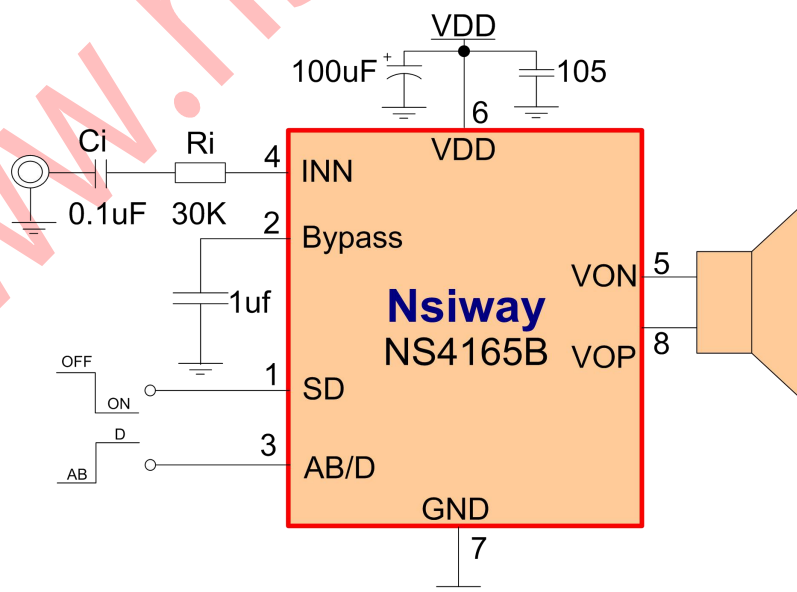 VDD
100uF
+
105
6
VDD
Ci
Ri
4
INN
0.1uF
30K
2
Bypass
1uf
VON
5
Nsiway
NS4165B
VOP
8
OFF
ON
1
SD
D
AB
3
AB/D
GND
7